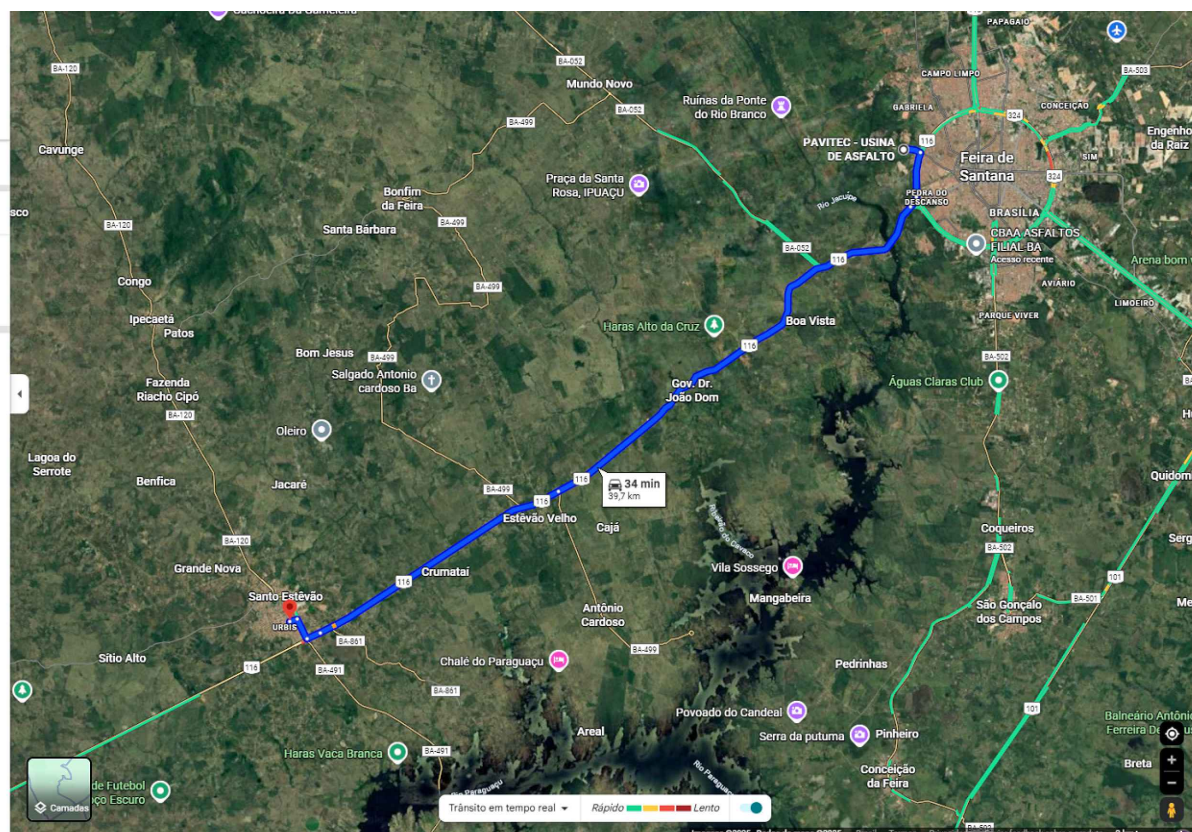 PAPAGAIO
BA-120
BA-052
CAMPO LIMPO
BA-503
Mundo Novo
Ruínas da Ponte
do Rio Branco
GABRIELA
CONCEIÇÃO
BA-052
BA-499
324
Engenho
da Raiz
Cavunge
PAVITEC - USINA
DE ASFALTO
116
Feira de
Santana
SIM
324
Praça da Santa
Rosa, IPUAÇU
Bonfim
da Feira
PEDRA DO
DESCANSO
Rio Jacuípe
sco
BA-120
BA-499
Santa Bárbara
BRASÍLIA
CBAA ASFALTOS
FILIAL-BA
Acesso recente
BA-052
116
Arena bom
Congo
BA-499
AVIÁRIO
LIMOEIRO
Ipecaetá
Patos
PARQUE VIVER
Boa Vista
Haras Alto da Cruz
116
Bom Jesus
BA-499
BA-502
Salgado Antonio
cardoso Ba
Gov. Dr.
João Dom
Águas Claras Club
Fazenda
Riacho Cipó
BA-120
Oleiro
Lagoa do
Serrote
Benfica
Jacaré
116
34 min
39,7 km
BA-499
116
Quidom
Estêvão Velho
Cajá
Coqueiros
BA-120
BA-502
Serg
Grande Nova
Crumataí
116
Vila Sossego
101
Santo Estêvão
Mangabeira
BA-501
São Gonçalo
dos Campos
Me
URBIS
Antônio
Cardoso
BA-861
BA-499
Sítio Alto
116
BA-491
Chalé do Paraguaçu
Pedrinhas
BA-861
101
Povoado do Candeal
Balneário Antônio
Ferreira De
Areal
Serra da putuma
Pinheiro
Haras Vaca Branca
BA-491
Breta
Conceição
da Feira
de Futebol
ço Escuro
Rio Paraguaçu
Camadas
Trânsito em tempo real
Rápido
Lento